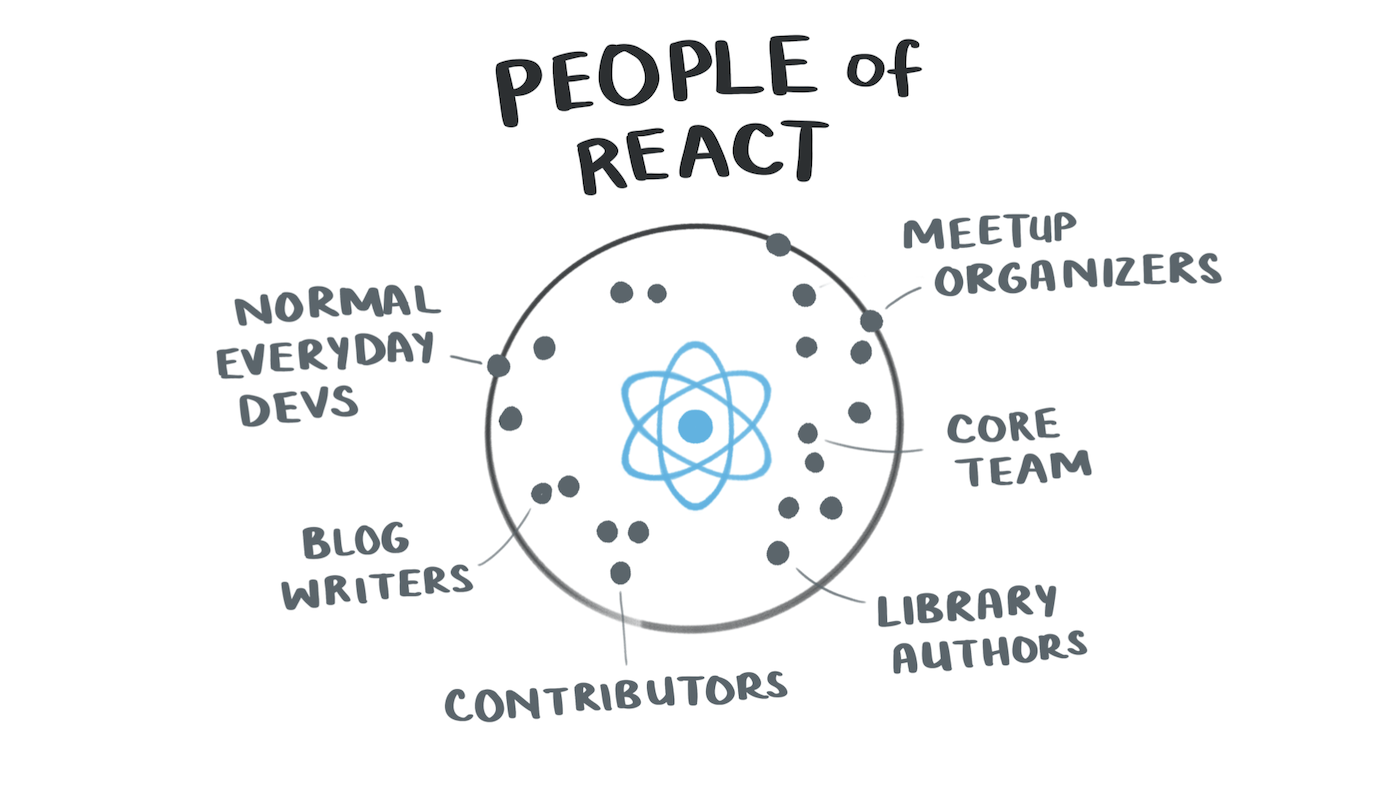 PEOPLE of
REACT
MEETUP
ORGANIZERS
NORMAL
EVERYDAY
DEVS
CORE
TEAM
BLOG
WRITERS
LIBRARY
AUTHORS
CONTRIBUTORS